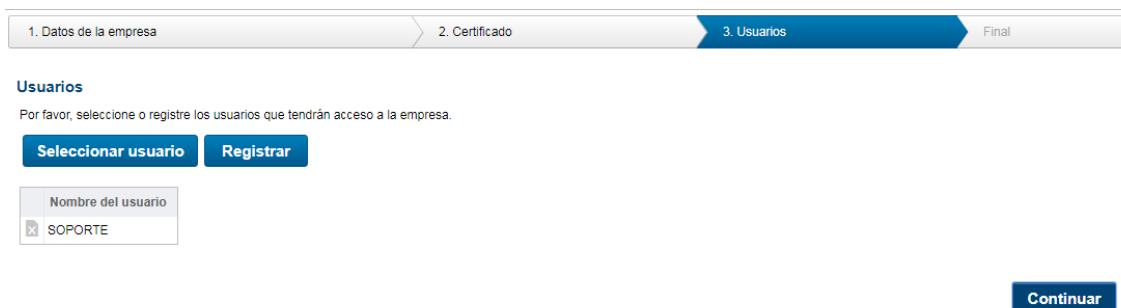 1. Datos de la empresa
2. Certificado
3. Usuarios
Final
Usuarios
Por favor, seleccione o registre los usuarios que tendrán acceso a la empresa.
Seleccionar usuario
Registrar
Nombre del usuario
SOPORTE
Continuar